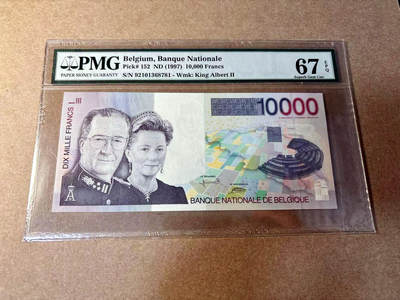 PMG
PAPER MONEY GUARANTY
Belgium, Banque Nationale
Pick# 152 ND (1997) 10,000 Francs
S/N 92101368781 - Wmk: King Albert II
67 EPQ
Superb Gem Unc
10000
DIX MILLE FRANCS
BANQUE NATIONALE DE BELGIQUE